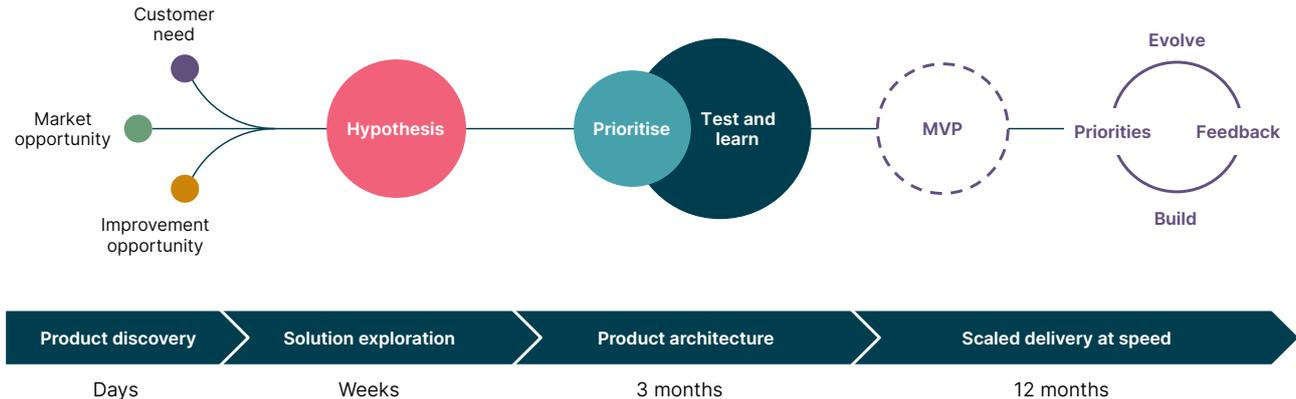 Customer
need
Market
opportunity
Improvement
opportunity
Hypothesis
Prioritise
Test and
learn
MVP
Evolve
Priorities
Feedback
Build
Product discovery
Solution exploration
Product architecture
Scaled delivery at speed
Days
Weeks
3 months
12 months